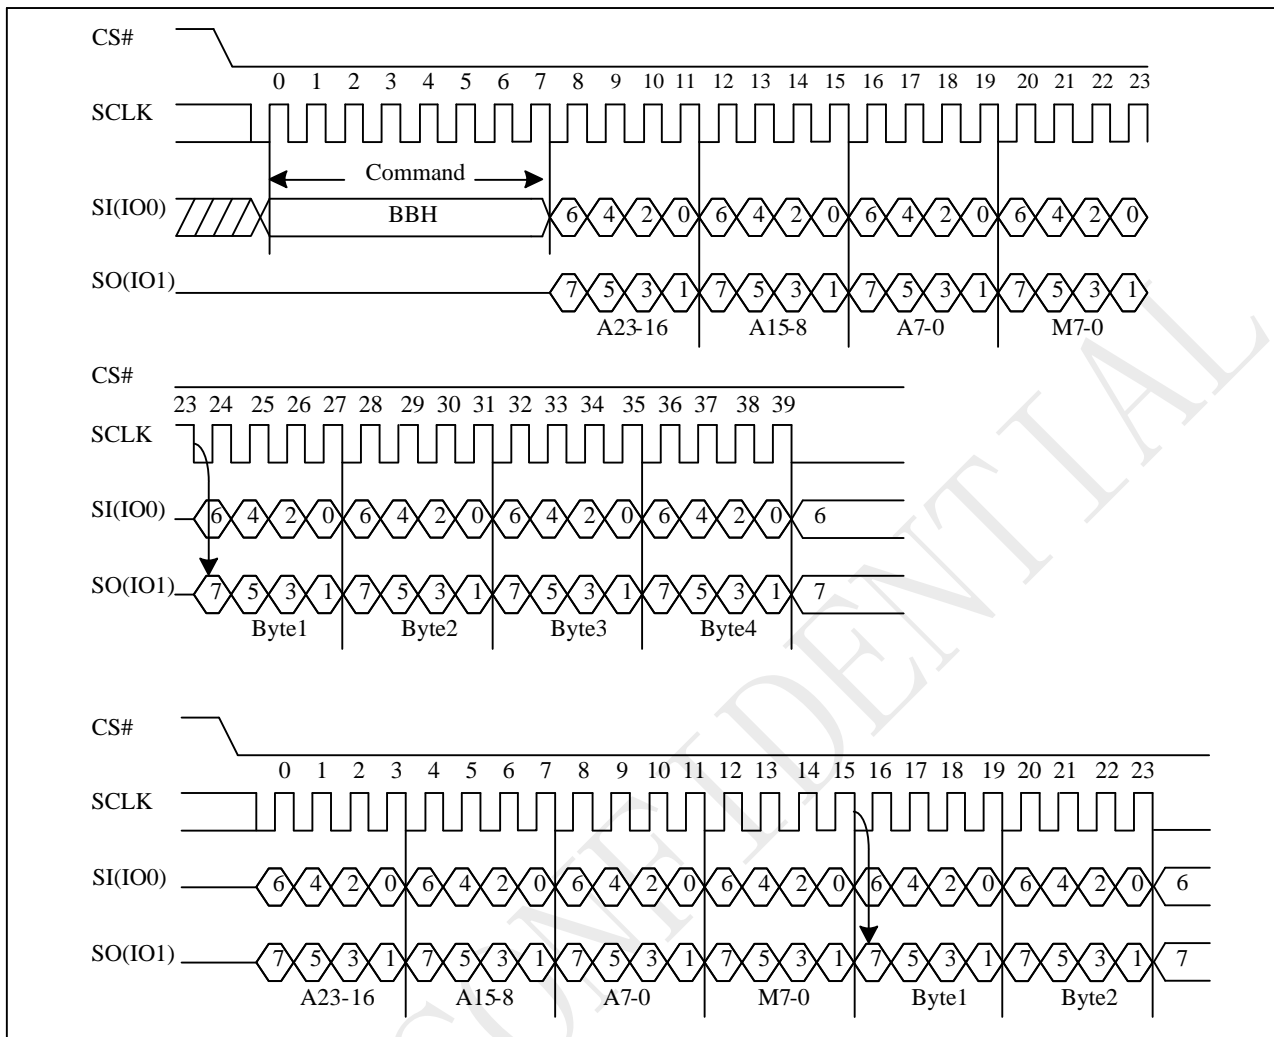 CS#
0 1 2 3 4 5 6 7 8 9 10 11 12 13 14 15 16 17 18 19 20 21 22 23
SCLK
Command
SI(IO0) BBH 6 4 2 0 6 4 2 0 6 4 2 0 6 4 2 0
SO(IO1) 7 5 3 1 7 5 3 1 7 5 3 1 7 5 3 1
A23-16 A15-8 A7-0 M7-0
CS#
23 24 25 26 27 28 29 30 31 32 33 34 35 36 37 38 39
SCLK
SI(IO0) 6 4 2 0 6 4 2 0 6 4 2 0 6 4 2 0 6
SO(IO1) 7 5 3 1 7 5 3 1 7 5 3 1 7 5 3 1 7
Byte1 Byte2 Byte3 Byte4
CS#
0 1 2 3 4 5 6 7 8 9 10 11 12 13 14 15 16 17 18 19 20 21 22 23
SCLK
SI(IO0) 6 4 2 0 6 4 2 0 6 4 2 0 6 4 2 0 6 4 2 0 6 4 2 0 6
SO(IO1) 7 5 3 1 7 5 3 1 7 5 3 1 7 5 3 1 7 5 3 1 7 5 3 1 7
A23-16 A15-8 A7-0 M7-0 Byte1 Byte2
CONFIDENTIAL